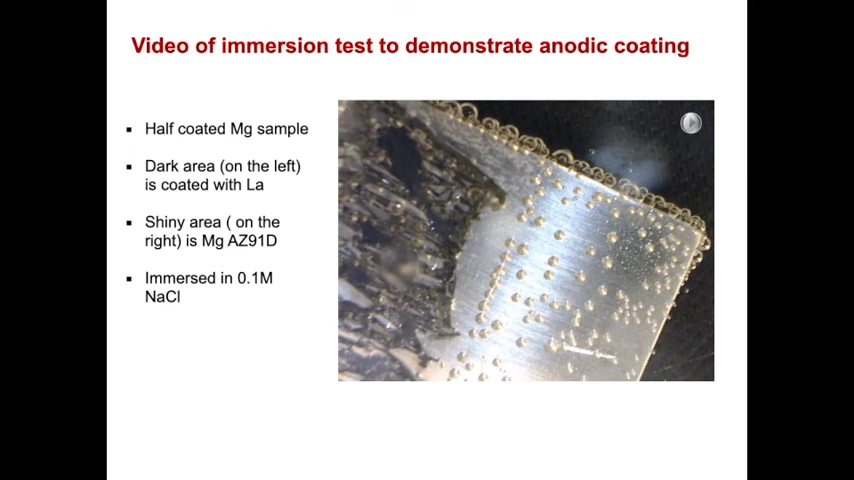 Video of immersion test to demonstrate anodic coating
▪ Half coated Mg sample
▪ Dark area (on the left)
is coated with La
▪ Shiny area ( on the
right) is Mg AZ91D
▪ Immersed in 0.1M
NaCl